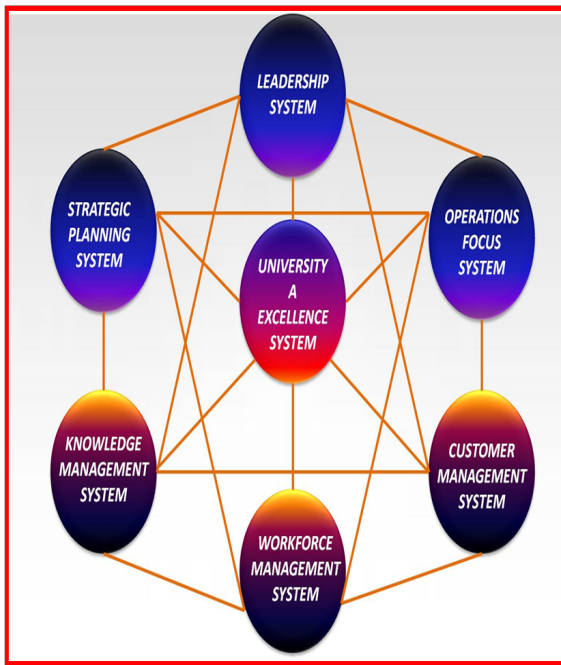 LEADERSHIP
SYSTEM
STRATEGIC
PLANNING
SYSTEM
OPERATIONS
FOCUS
SYSTEM
UNIVERSITY
A
EXCELLENCE
SYSTEM
KNOWLEDGE
MANAGEMENT
SYSTEM
CUSTOMER
MANAGEMENT
SYSTEM
WORKFORCE
MANAGEMENT
SYSTEM